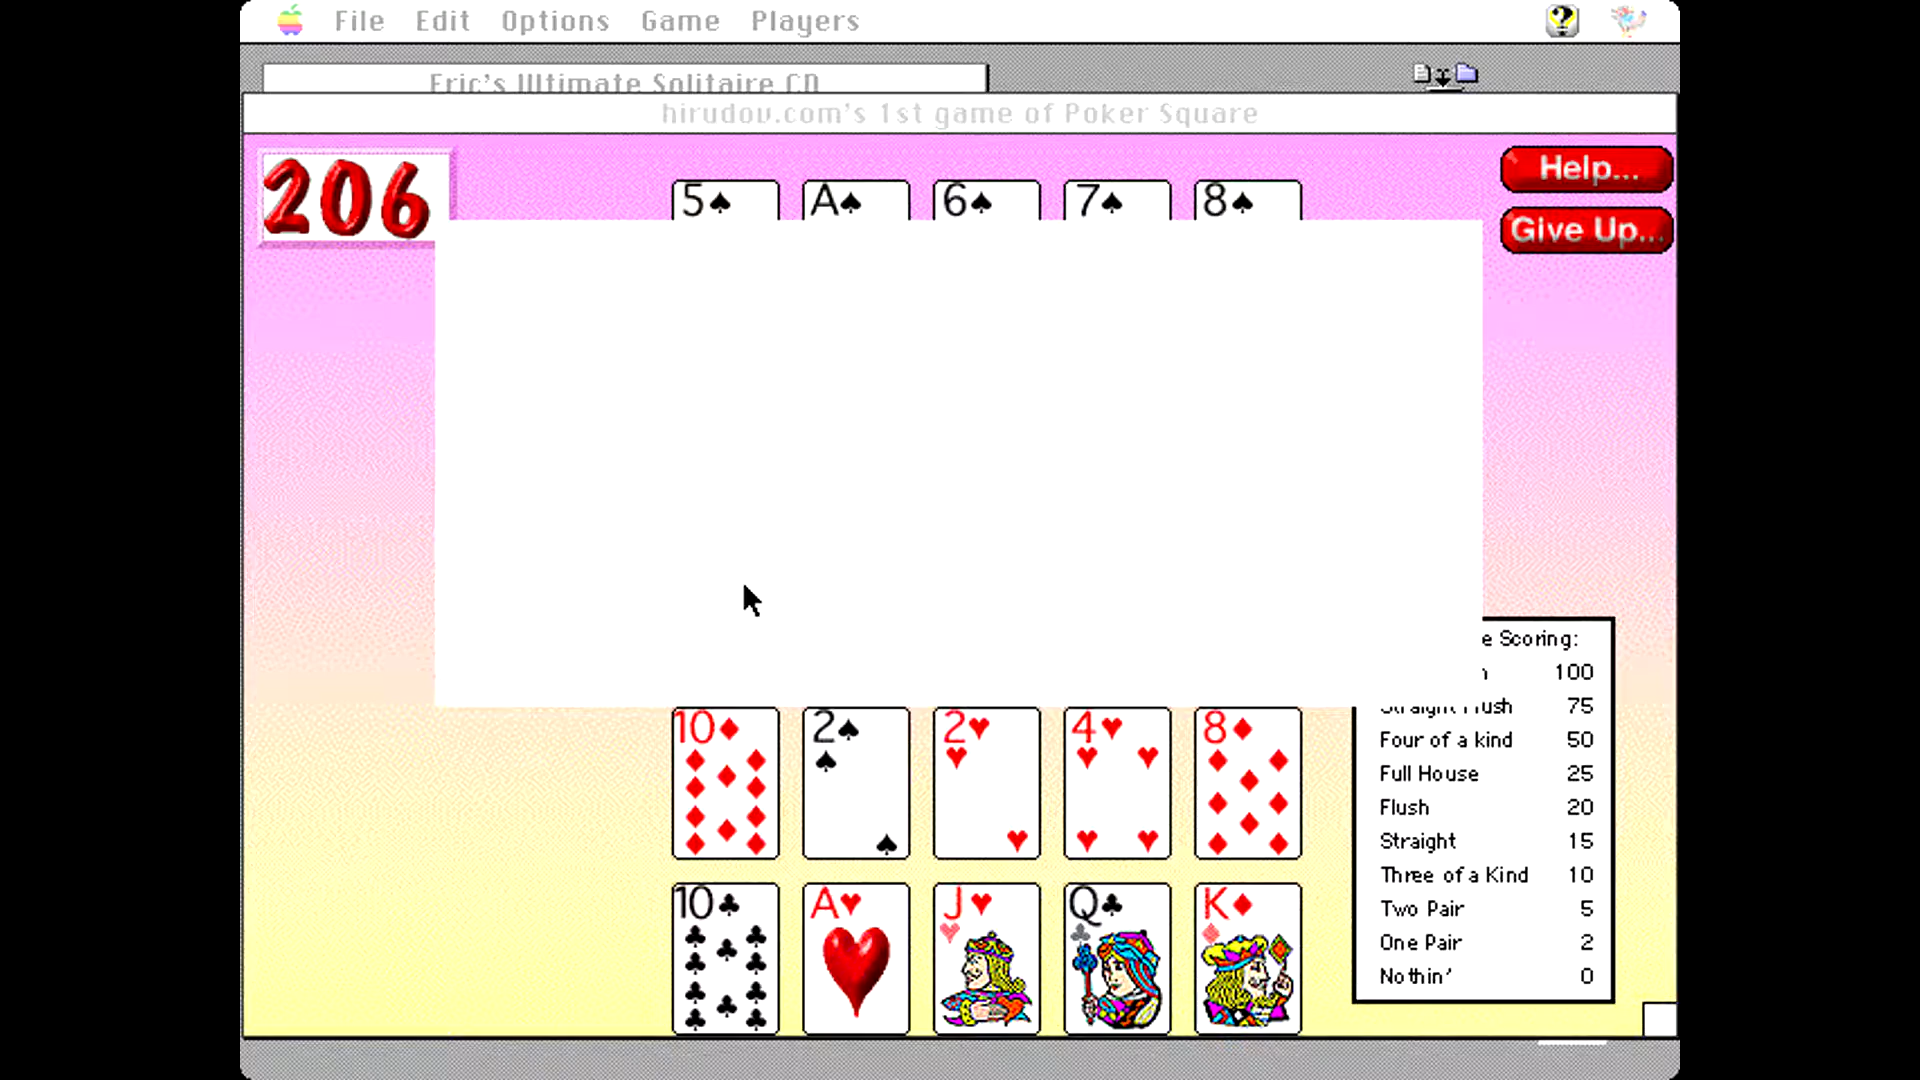 File Edit Options Game Players
Eric's Ultimate Solitaire CD
hirudov.com's 1st game of Poker Square
206
Help...
Give Up...
5♠ A♠ 6♠ 7♠ 8♠
e Scoring:
100
Straight Flush 75
10♦ 2♠ 2♥ 4♥ 8♦
Four of a kind 50
Full House 25
Flush 20
Straight 15
Three of a Kind 10
10♣ A♥ J♥ Q♣ K♦
Two Pair 5
One Pair 2
Nothin' 0